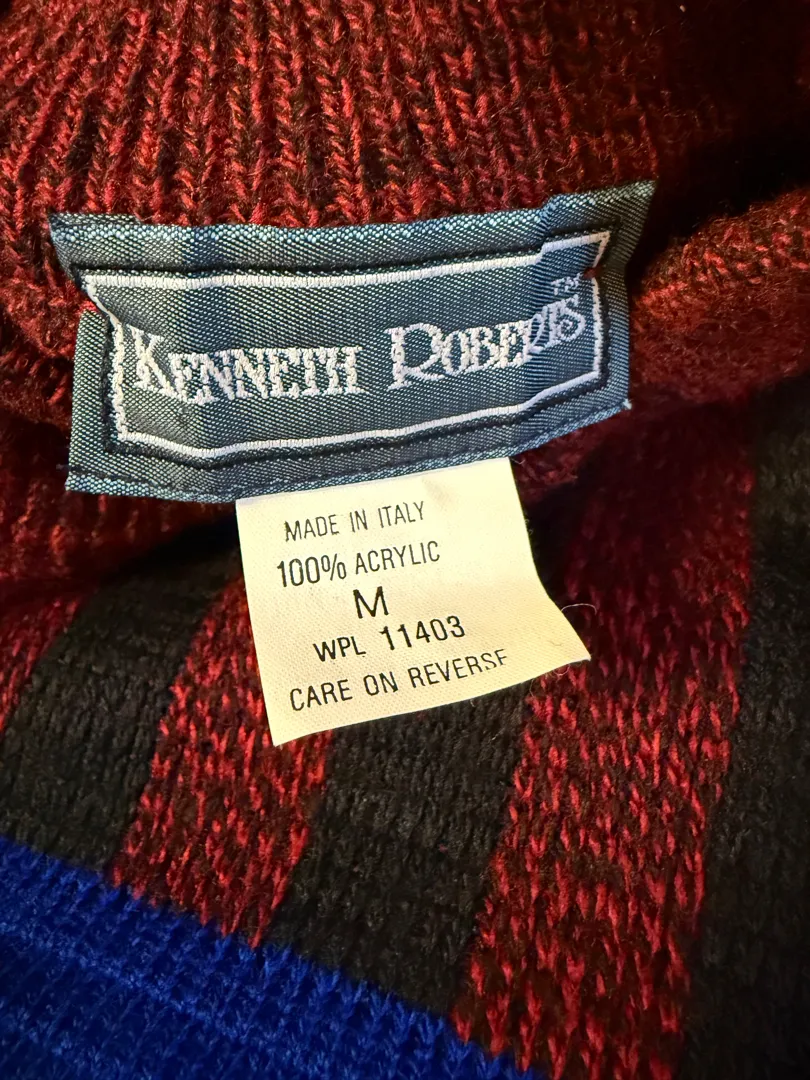 KENNETH ROBERTS™
MADE IN ITALY
100% ACRYLIC
M
WPL 11403
CARE ON REVERSE